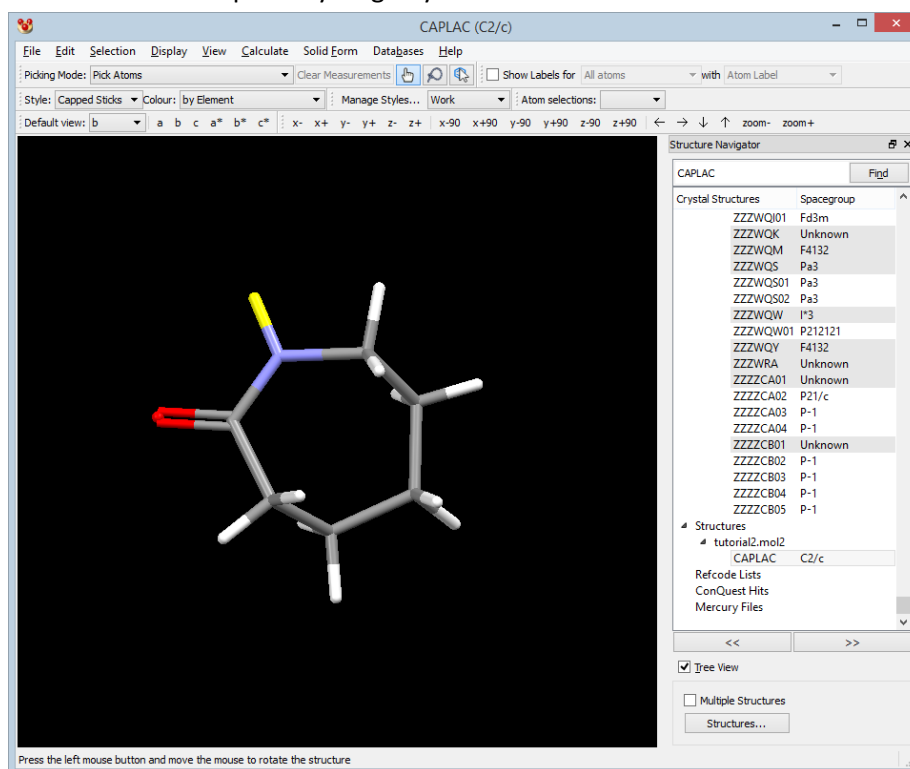 CAPLAC (C2/c)
File Edit Selection Display View Calculate Solid Form Databases Help
Picking Mode: Pick Atoms Clear Measurements Show Labels for All atoms with Atom Label
Style: Capped Sticks Colour: by Element Manage Styles... Work Atom selections:
Default view: b a b c a* b* c* x- x+ y- y+ z- z+ x-90 x+90 y-90 y+90 z-90 z+90 ← → ↓ ↑ zoom- zoom+
Structure Navigator
CAPLAC Find
Crystal Structures Spacegroup
ZZZWQI01 Fd3m
ZZZWQK Unknown
ZZZWQM F4132
ZZZWQS Pa3
ZZZWQS01 Pa3
ZZZWQS02 Pa3
ZZZWQW I*3
ZZZWQW01 P212121
ZZZWQY F4132
ZZZWRA Unknown
ZZZZCA01 Unknown
ZZZZCA02 P21/c
ZZZZCA03 P-1
ZZZZCA04 P-1
ZZZZCB01 Unknown
ZZZZCB02 P-1
ZZZZCB03 P-1
ZZZZCB04 P-1
ZZZZCB05 P-1
Structures
tutorial2.mol2
CAPLAC C2/c
Refcode Lists
ConQuest Hits
Mercury Files
<< >>
Tree View
Multiple Structures
Structures...
Press the left mouse button and move the mouse to rotate the structure